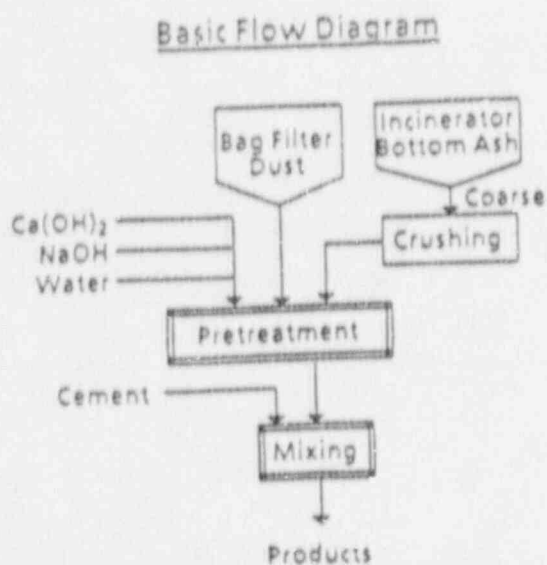 Basic Flow Diagram
Bag Filter
Dust
Incinerator
Bottom Ash
Coarse
Crushing
Ca(OH)₂
NaOH
Water
Pretreatment
Cement
Mixing
Products